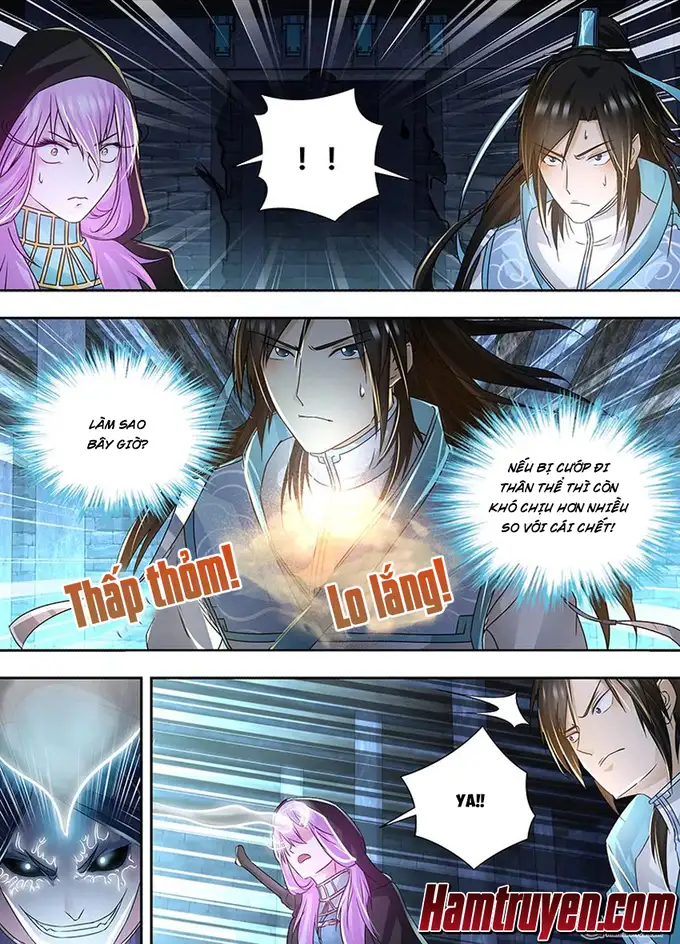 ! !
LÀM SAO
BÂY GIỜ?
NẾU BỊ CƯỚP ĐI
THÂN THỂ THÌ CÒN
KHÓ CHỊU HƠN NHIỀU
SO VỚI CÁI CHẾT!
Thấp thỏm!
Lo lắng!
YA!!
Hamtruyen.com